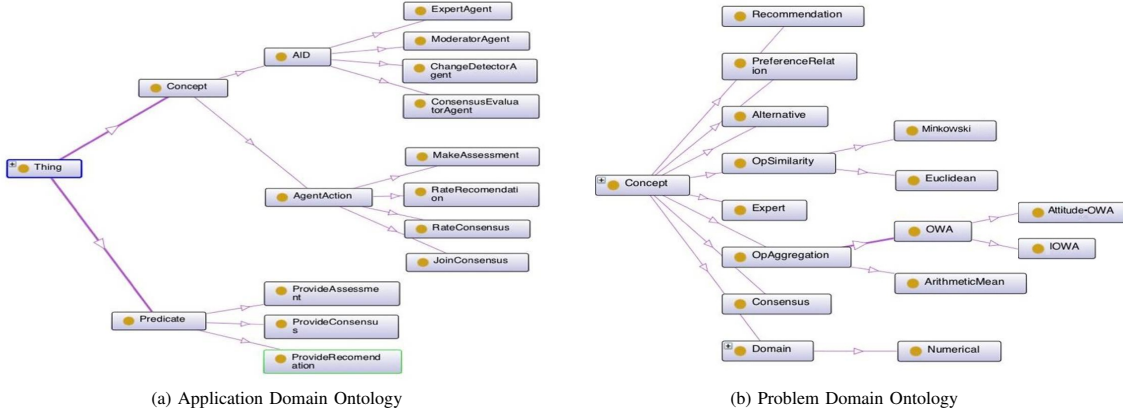 ExpertAgent
ModeratorAgent
AID
ChangeDetectorA
gent
Concept
ConsensusEvalua
torAgent
Thing
MakeAssessment
AgentAction
RateRecomendati
on
RateConsensus
JoinConsensus
ProvideAssessme
nt
Predicate
ProvideConsensu
s
ProvideRecomend
ation
(a) Application Domain Ontology
Recommendation
PreferenceRelat
ion
Alternative
Minkowski
OpSimilarity
Euclidean
Concept
Expert
Attitude-OWA
OWA
IOWA
OpAggregation
ArithmeticMean
Consensus
Domain
Numerical
(b) Problem Domain Ontology